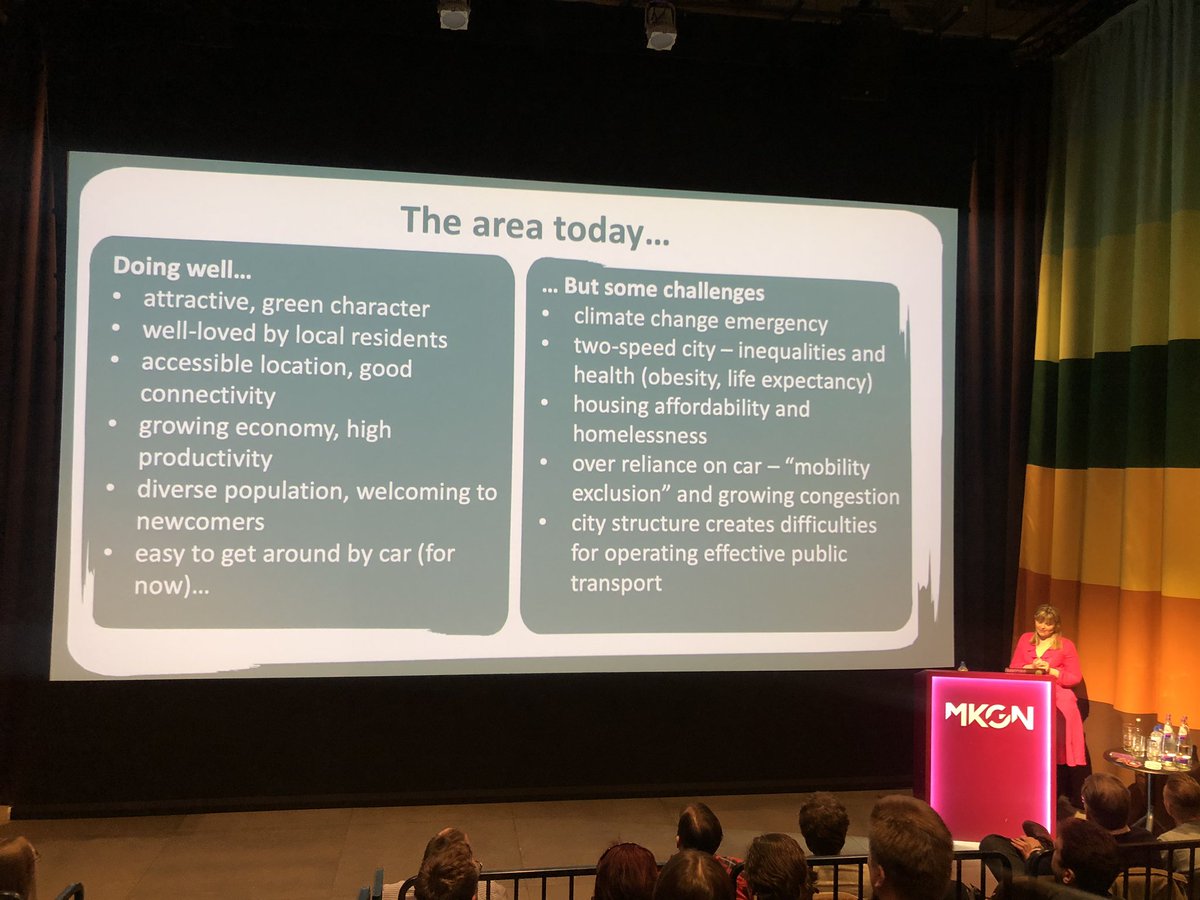 The area today...
Doing well...
• attractive, green character
• well-loved by local residents
• accessible location, good
connectivity
• growing economy, high
productivity
• diverse population, welcoming to
newcomers
• easy to get around by car (for
now)...
... But some challenges
• climate change emergency
• two-speed city – inequalities and
health (obesity, life expectancy)
• housing affordability and
homelessness
• over reliance on car – “mobility
exclusion” and growing congestion
• city structure creates difficulties
for operating effective public
transport
MKGN